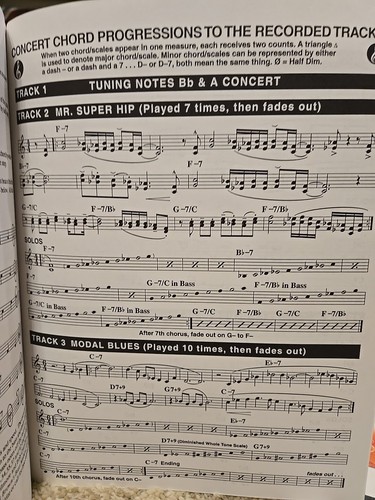 CONCERT CHORD PROGRESSIONS TO THE RECORDED TRACK
When two chord/scales appear in one measure, each receives two counts. A triangle △
is used to denote major chord/scale. Minor chord/scales can be represented by either
a dash – or a dash and a 7 . . . D– or D–7, both mean the same thing. Ø = Half Dim.
TRACK 1 TUNING NOTES Bb & A CONCERT
TRACK 2 MR. SUPER HIP (Played 7 times, then fades out)
F–7
B♭–7 F–7
G–7/C F–7/B♭ G–7/C F–7/B♭
SOLOS
F–7 B♭–7
F–7 G–7/C in Bass F–7/B♭ in Bass
G–7/C in Bass F–7/B♭ in Bass G–7/C F–7/B♭ G–7/C F–7/B♭
After 7th chorus, fade out on G– to F–
TRACK 3 MODAL BLUES (Played 10 times, then fades out)
C–7 E♭–7
C–7 D7+9 G7+9 C–7
SOLOS
C–7 E♭–7
C–7 D7+9 (Diminished Whole Tone Scale) G7+9
C–7 C–7 Ending fades out . . .
After 10th chorus, fade out on C–